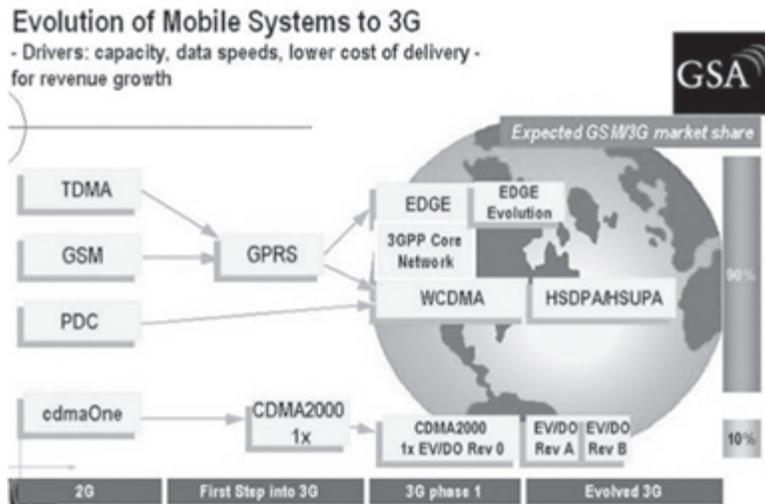 Evolution of Mobile Systems to 3G
- Drivers: capacity, data speeds, lower cost of delivery -
for revenue growth
GSA
Expected GSM/3G market share
TDMA
EDGE
EDGE
Evolution
GSM
GPRS
3GPP Core
Network
90%
PDC
WCDMA
HSDPA/HSUPA
cdmaOne
CDMA2000
1x
CDMA2000
1x EV/DO Rev 0
EV/DO
Rev A
EV/DO
Rev B
10%
2G
First Step into 3G
3G phase 1
Evolved 3G